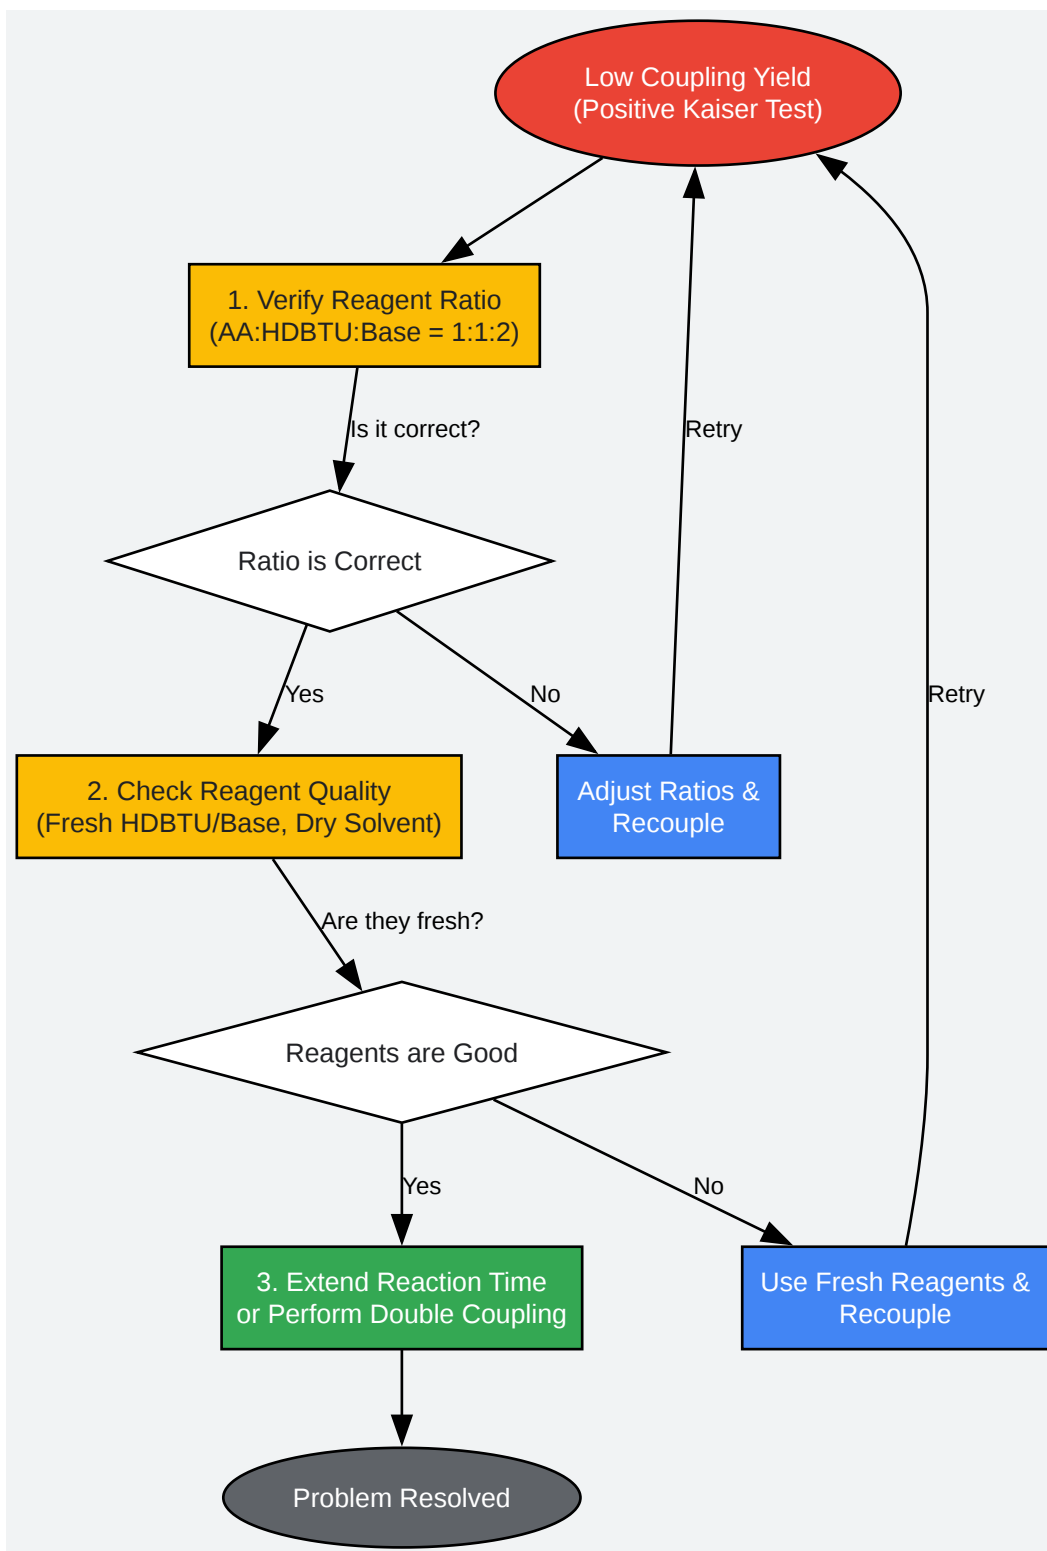 Low Coupling Yield
(Positive Kaiser Test)
1. Verify Reagent Ratio
(AA:HDBTU:Base = 1:1:2)
Is it correct?
Retry
Ratio is Correct
Yes
No
Retry
2. Check Reagent Quality
(Fresh HDBTU/Base, Dry Solvent)
Adjust Ratios &
Recouple
Are they fresh?
Reagents are Good
Yes
No
3. Extend Reaction Time
or Perform Double Coupling
Use Fresh Reagents &
Recouple
Problem Resolved